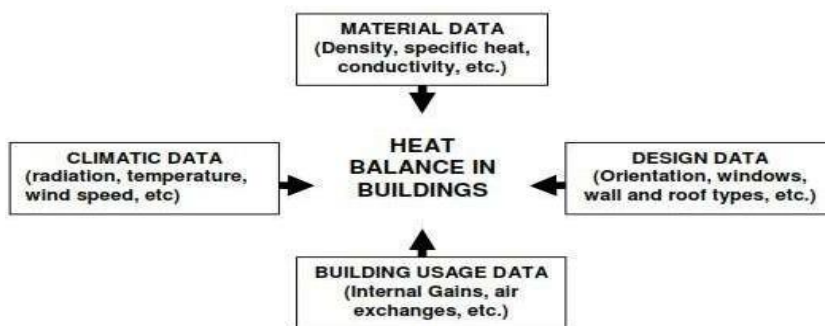 MATERIAL DATA
(Density, specific heat,
conductivity, etc.)
CLIMATIC DATA
(radiation, temperature,
wind speed, etc)
HEAT
BALANCE IN
BUILDINGS
DESIGN DATA
(Orientation, windows,
wall and roof types, etc.)
BUILDING USAGE DATA
(Internal Gains, air
exchanges, etc.)